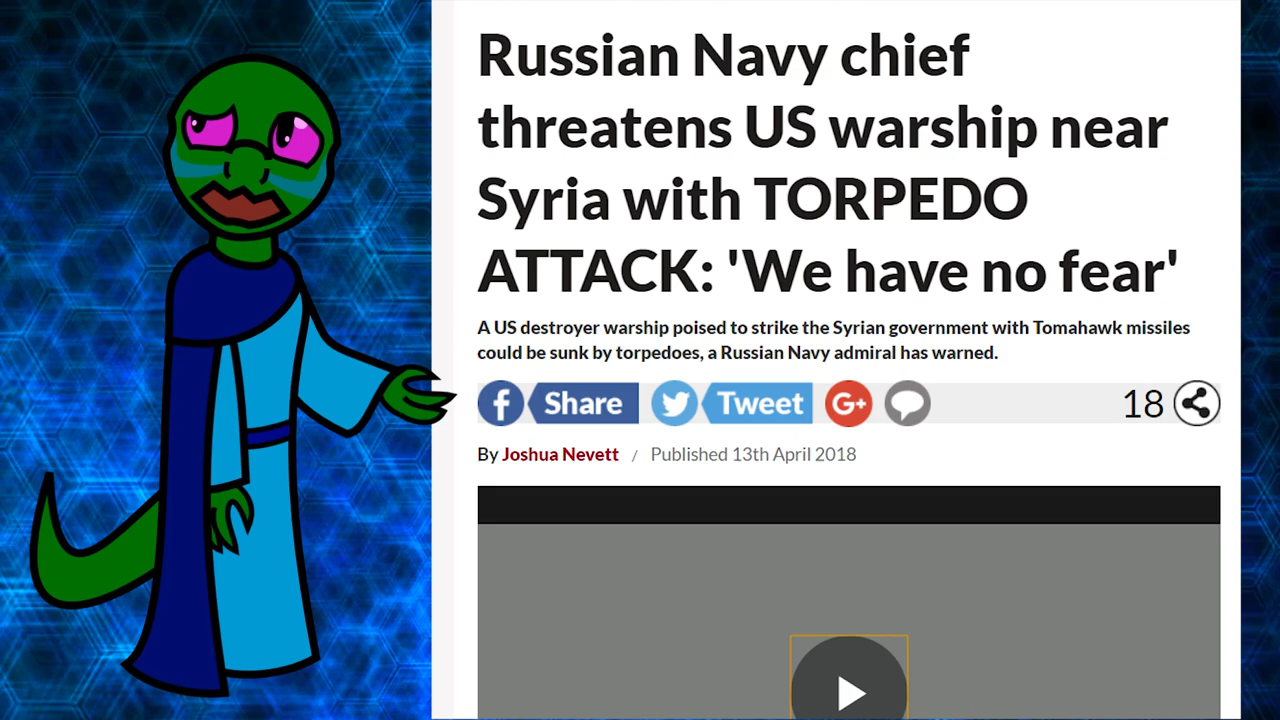 Russian Navy chief
threatens US warship near
Syria with TORPEDO
ATTACK: 'We have no fear'
A US destroyer warship poised to strike the Syrian government with Tomahawk missiles
could be sunk by torpedoes, a Russian Navy admiral has warned.
f Share Tweet G+ 18
By Joshua Nevett / Published 13th April 2018